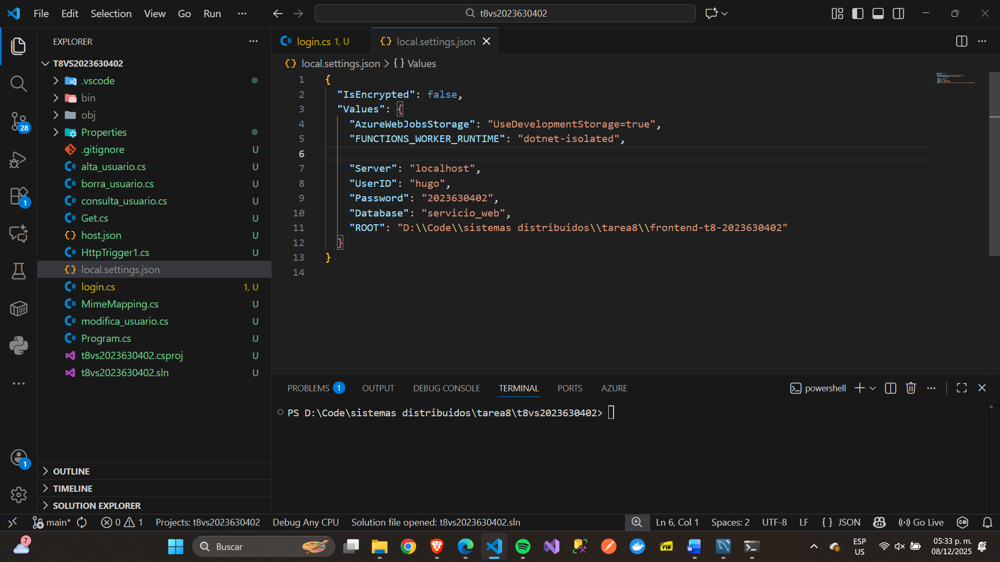 File Edit Selection View Go Run ...
t8vs2023630402
EXPLORER
T8VS2023630402
.vscode
bin
obj
Properties
.gitignore U
alta_usuario.cs U
borra_usuario.cs U
consulta_usuario.cs U
Get.cs U
host.json U
HttpTrigger1.cs U
local.settings.json
login.cs 1, U
MimeMapping.cs U
modifica_usuario.cs U
Program.cs U
t8vs2023630402.csproj U
t8vs2023630402.sln U
OUTLINE
TIMELINE
SOLUTION EXPLORER
28
1
1
login.cs 1, U
local.settings.json
local.settings.json > { } Values
1 {
2 "IsEncrypted": false,
3 "Values": {
4 "AzureWebJobsStorage": "UseDevelopmentStorage=true",
5 "FUNCTIONS_WORKER_RUNTIME": "dotnet-isolated",
6
7 "Server": "localhost",
8 "UserID": "hugo",
9 "Password": "2023630402",
10 "Database": "servicio_web",
11 "ROOT": "D:\\Code\\sistemas distribuidos\\tarea8\\frontend-t8-2023630402"
12 }
13 }
14
PROBLEMS 1 OUTPUT DEBUG CONSOLE TERMINAL PORTS AZURE
powershell
PS D:\Code\sistemas distribuidos\tarea8\t8vs2023630402>
main* 0 1 Projects: t8vs2023630402 Debug Any CPU Solution file opened: t8vs2023630402.sln
Ln 6, Col 1 Spaces: 2 UTF-8 LF { } JSON Go Live
7
Buscar
PDF
ESP
US
05:33 p. m.
08/12/2025